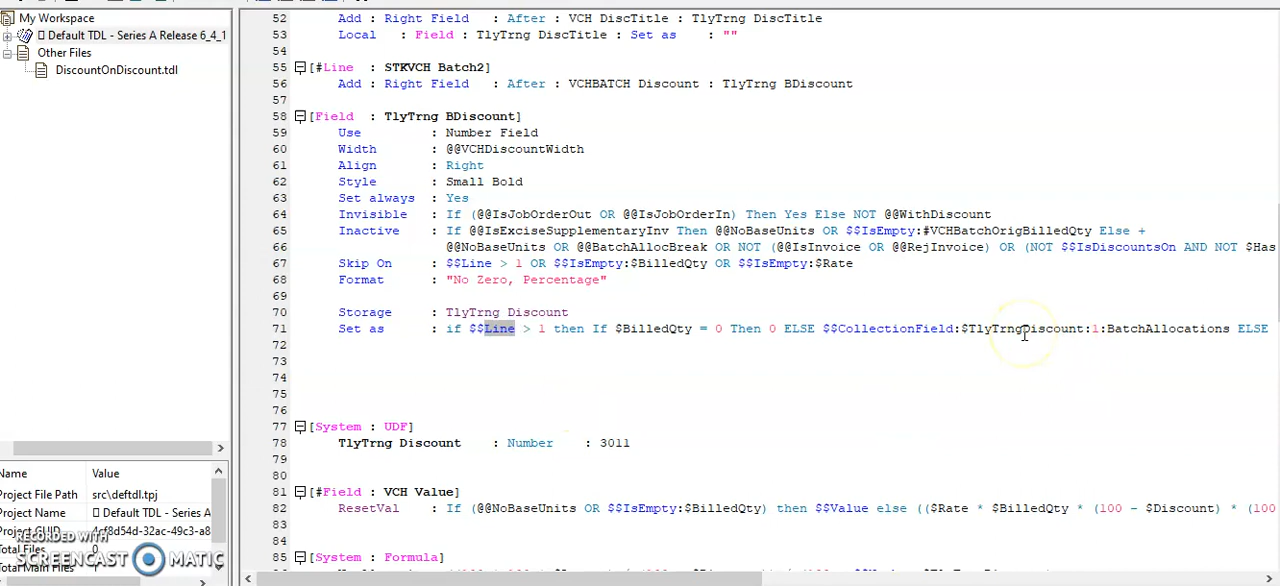 My Workspace
Default TDL - Series A Release 6_4_1
Other Files
DiscountOnDiscount.tdl
Name Value
Project File Path src\deftdl.tpj
Project Name Default TDL - Series A
Project GUID 4cf8d54d-32ac-49c3-a8
Total Files 0
RECORDED WITH
SCREENCAST MATIC
52 Add : Right Field : After : VCH DiscTitle : TlyTrng DiscTitle
53 Local : Field : TlyTrng DiscTitle : Set as : ""
54
55 [#Line : STKVCH Batch2]
56 Add : Right Field : After : VCHBATCH Discount : TlyTrng BDiscount
57
58 [Field : TlyTrng BDiscount]
59 Use : Number Field
60 Width : @@VCHDiscountWidth
61 Align : Right
62 Style : Small Bold
63 Set always : Yes
64 Invisible : If (@@IsJobOrderOut OR @@IsJobOrderIn) Then Yes Else NOT @@WithDiscount
65 Inactive : If @@IsExciseSupplementaryInv Then @@NoBaseUnits OR $$IsEmpty:#VCHBatchOrigBilledQty Else +
66 @@NoBaseUnits OR @@BatchAllocBreak OR NOT (@@IsInvoice OR @@RejInvoice) OR (NOT $$IsDiscountsOn AND NOT $Has
67 Skip On : $$Line > 1 OR $$IsEmpty:$BilledQty OR $$IsEmpty:$Rate
68 Format : "No Zero, Percentage"
69
70 Storage : TlyTrng Discount
71 Set as : if $$Line > 1 then If $BilledQty = 0 Then 0 ELSE $$CollectionField:$TlyTrngDiscount:1:BatchAllocations ELSE
72
73
74
75
76
77 [System : UDF]
78 TlyTrng Discount : Number : 3011
79
80
81 [#Field : VCH Value]
82 ResetVal : If (@@NoBaseUnits OR $$IsEmpty:$BilledQty) then $$Value else (($Rate * $BilledQty * (100 - $Discount) * (100
83
84
85 [System : Formula]